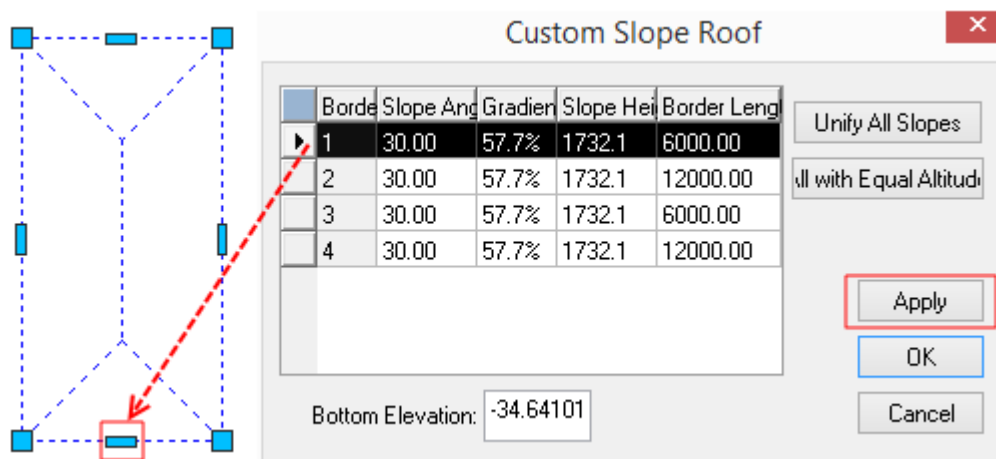 Custom Slope Roof
Borde Slope Ang Gradien Slope Hei Border Lengt
1 30.00 57.7% 1732.1 6000.00
2 30.00 57.7% 1732.1 12000.00
3 30.00 57.7% 1732.1 6000.00
4 30.00 57.7% 1732.1 12000.00
Unify All Slopes
All with Equal Altitud
Apply
OK
Bottom Elevation: -34.64101
Cancel